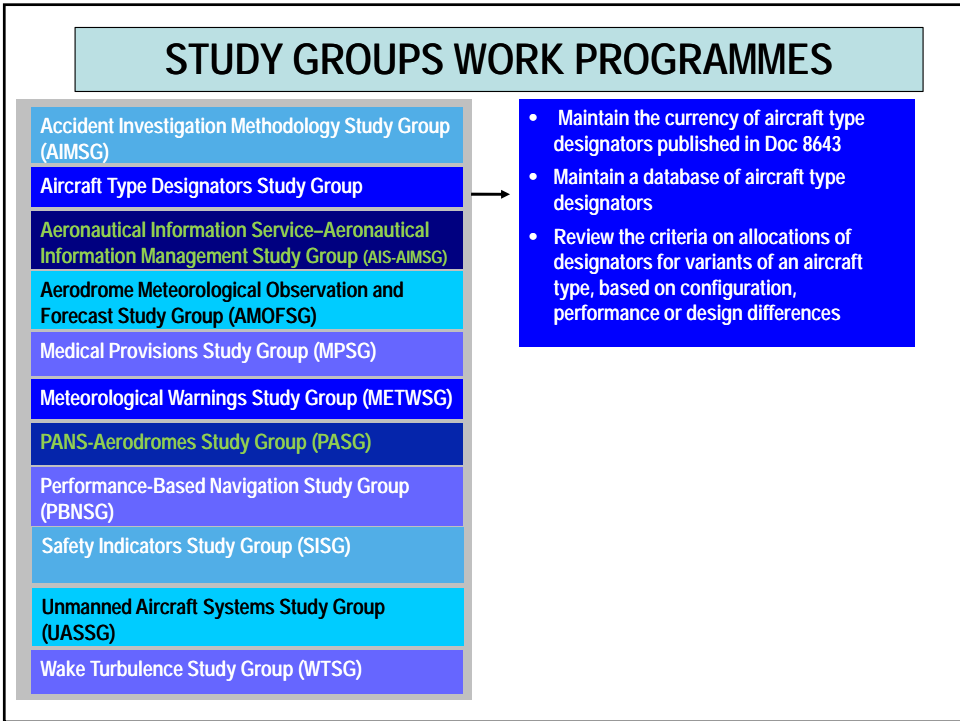 STUDY GROUPS WORK PROGRAMMES
Accident Investigation Methodology Study Group
(AIMSG)
Aircraft Type Designators Study Group
Aeronautical Information Service–Aeronautical
Information Management Study Group (AIS-AIMSG)
Aerodrome Meteorological Observation and
Forecast Study Group (AMOFSG)
Medical Provisions Study Group (MPSG)
Meteorological Warnings Study Group (METWSG)
PANS-Aerodromes Study Group (PASG)
Performance-Based Navigation Study Group
(PBNSG)
Safety Indicators Study Group (SISG)
Unmanned Aircraft Systems Study Group
(UASSG)
Wake Turbulence Study Group (WTSG)
• Maintain the currency of aircraft type
designators published in Doc 8643
• Maintain a database of aircraft type
designators
• Review the criteria on allocations of
designators for variants of an aircraft
type, based on configuration,
performance or design differences